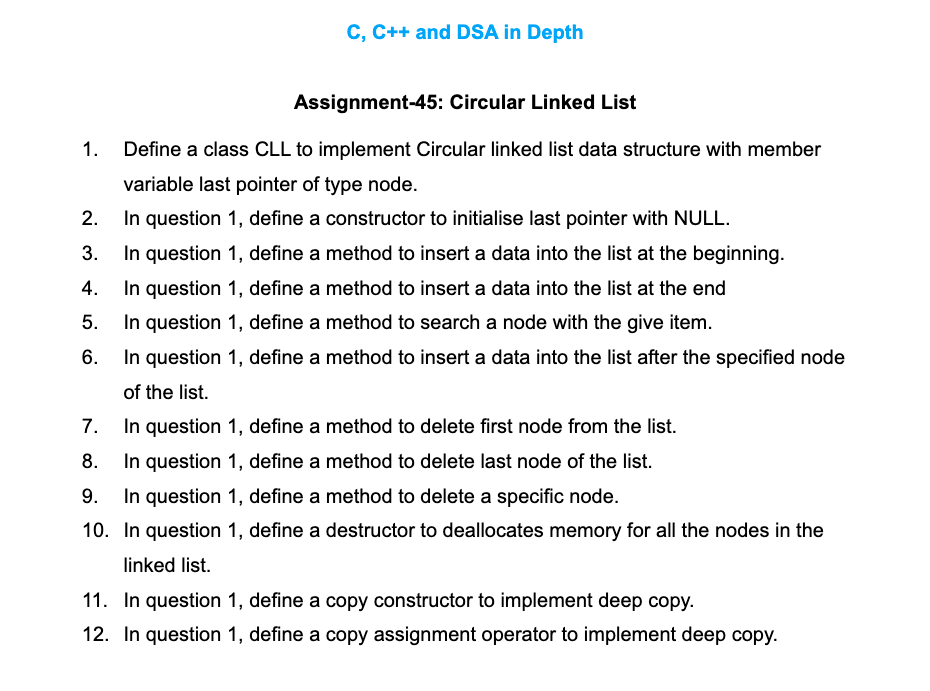 C, C++ and DSA in Depth
Assignment-45: Circular Linked List
1. Define a class CLL to implement Circular linked list data structure with member
variable last pointer of type node.
2. In question 1, define a constructor to initialise last pointer with NULL.
3. In question 1, define a method to insert a data into the list at the beginning.
4. In question 1, define a method to insert a data into the list at the end
5. In question 1, define a method to search a node with the give item.
6. In question 1, define a method to insert a data into the list after the specified node
of the list.
7. In question 1, define a method to delete first node from the list.
8. In question 1, define a method to delete last node of the list.
9. In question 1, define a method to delete a specific node.
10. In question 1, define a destructor to deallocates memory for all the nodes in the
linked list.
11. In question 1, define a copy constructor to implement deep copy.
12. In question 1, define a copy assignment operator to implement deep copy.